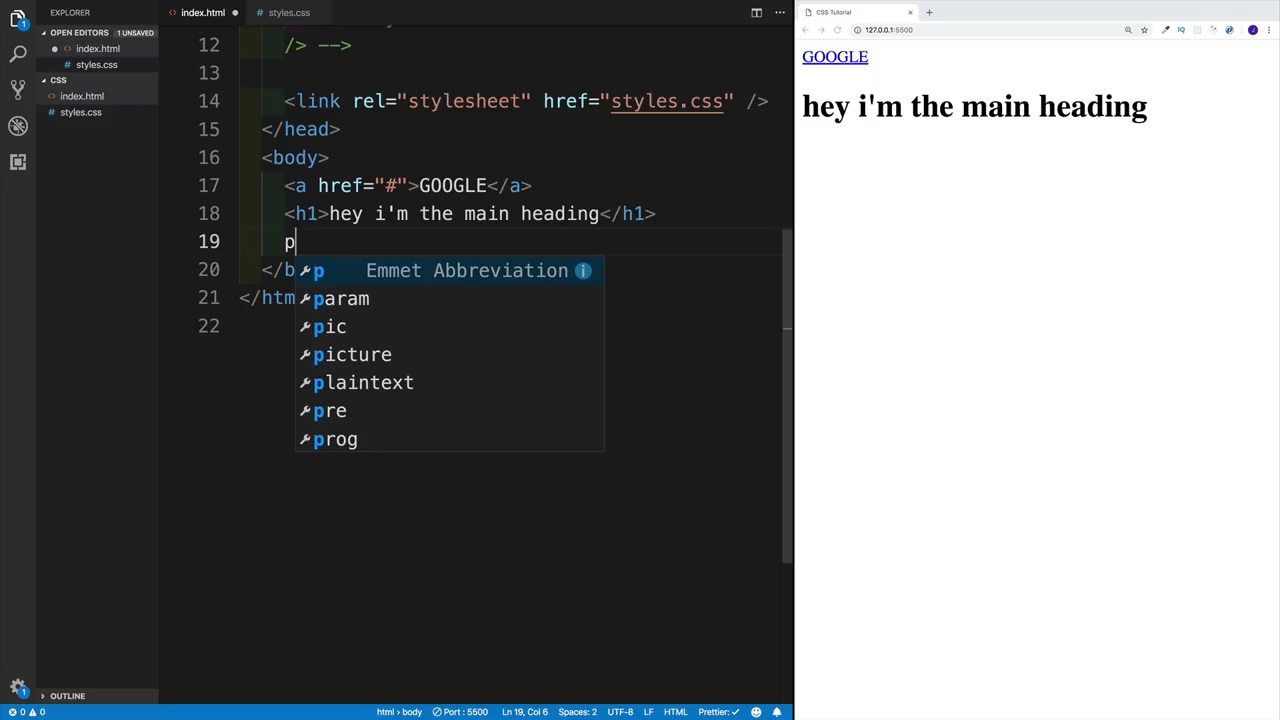 EXPLORER
OPEN EDITORS 1 UNSAVED
index.html
styles.css
CSS
index.html
styles.css
OUTLINE
index.html
styles.css
12 /> -->
13
14 <link rel="stylesheet" href="styles.css" />
15 </head>
16 <body>
17 <a href="#">GOOGLE</a>
18 <h1>hey i'm the main heading</h1>
19 p
20 </b
21 </htm
22
p Emmet Abbreviation
param
pic
picture
plaintext
pre
prog
0 0 html › body Port : 5500 Ln 19, Col 6 Spaces: 2 UTF-8 LF HTML Prettier: ✓
CSS Tutorial
127.0.0.1:5500
GOOGLE
hey i'm the main heading